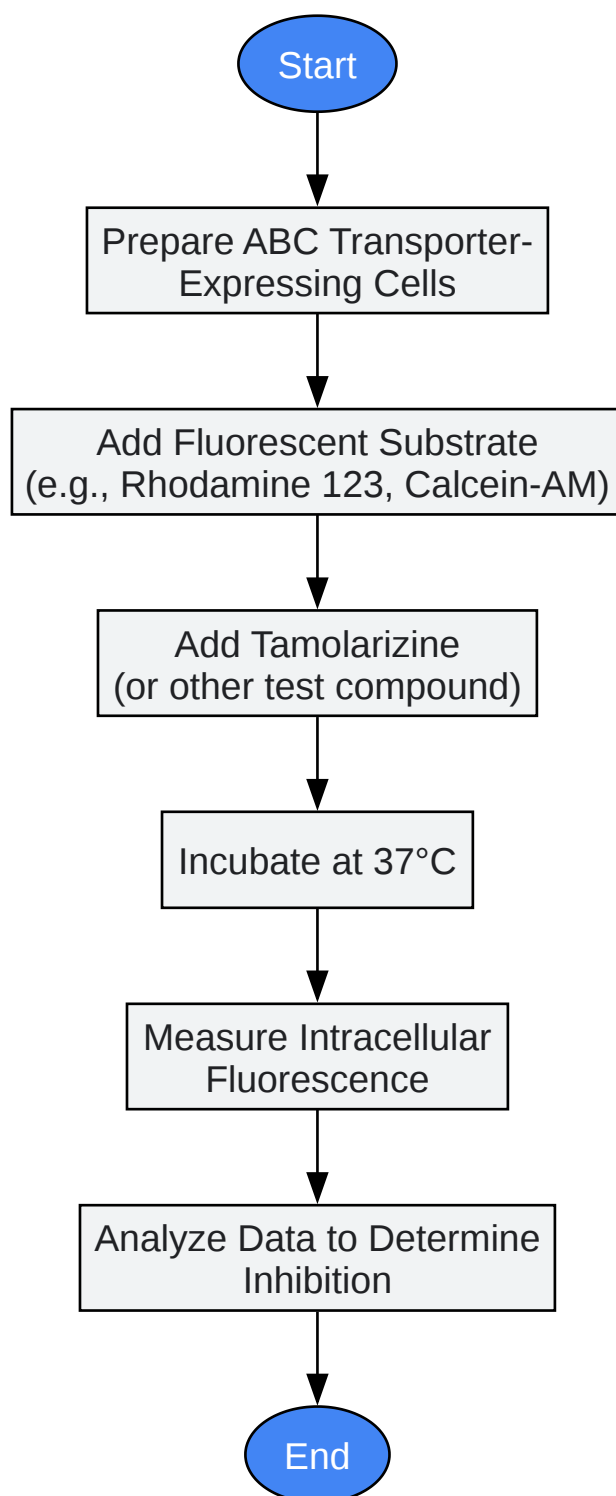 Start
Prepare ABC Transporter-
Expressing Cells
Add Fluorescent Substrate
(e.g., Rhodamine 123, Calcein-AM)
Add Tamolarizine
(or other test compound)
Incubate at 37°C
Measure Intracellular
Fluorescence
Analyze Data to Determine
Inhibition
End